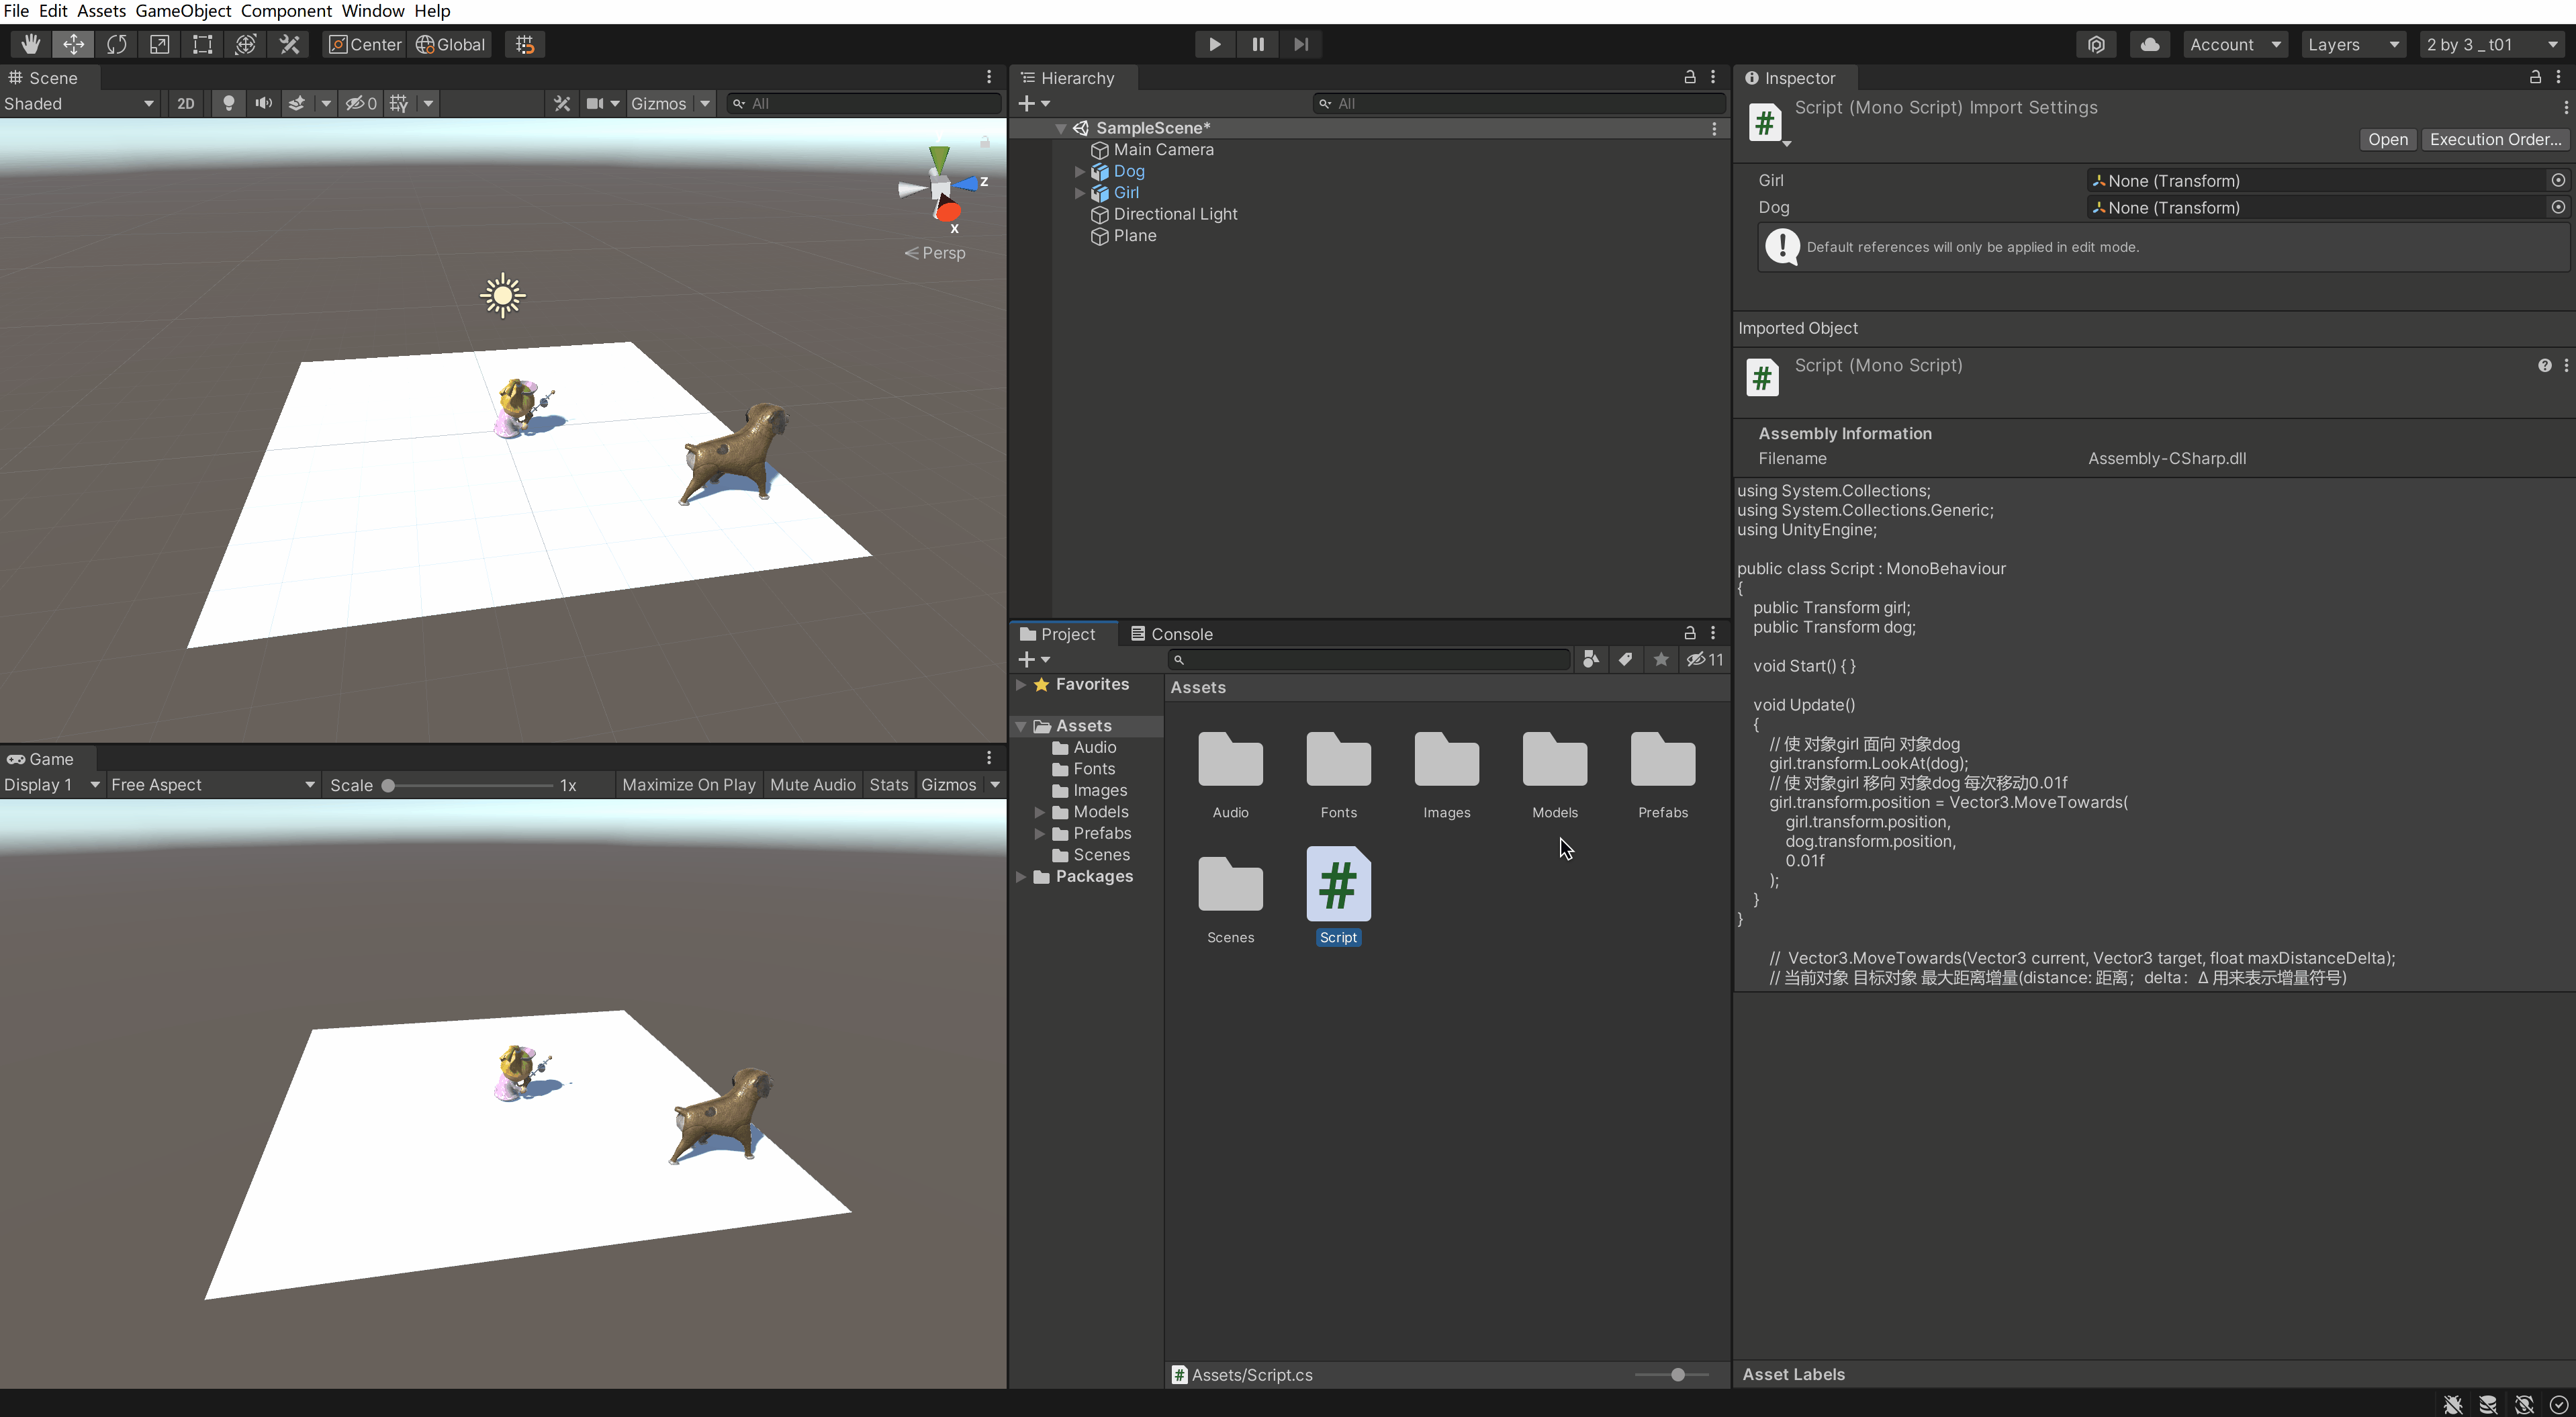 File Edit Assets GameObject Component Window Help
Center Global
Account Layers 2 by 3 _ t01
Scene
Shaded 2D 0 Gizmos All
Z
X
< Persp
Game
Display 1 Free Aspect Scale 1x Maximize On Play Mute Audio Stats Gizmos
Hierarchy
All
SampleScene*
Main Camera
Dog
Girl
Directional Light
Plane
Project Console
11
Favorites
Assets
Audio
Fonts
Images
Models
Prefabs
Scenes
Packages
Assets
Audio Fonts Images Models Prefabs
Scenes Script
Assets/Script.cs
Inspector
Script (Mono Script) Import Settings
Open Execution Order...
Girl None (Transform)
Dog None (Transform)
Default references will only be applied in edit mode.
Imported Object
Script (Mono Script)
Assembly Information
Filename Assembly-CSharp.dll
using System.Collections;
using System.Collections.Generic;
using UnityEngine;
public class Script : MonoBehaviour
{
public Transform girl;
public Transform dog;
void Start() { }
void Update()
{
// 使 对象girl 面向 对象dog
girl.transform.LookAt(dog);
// 使 对象girl 移向 对象dog 每次移动0.01f
girl.transform.position = Vector3.MoveTowards(
girl.transform.position,
dog.transform.position,
0.01f
);
}
}
// Vector3.MoveTowards(Vector3 current, Vector3 target, float maxDistanceDelta);
// 当前对象 目标对象 最大距离增量(distance: 距离；delta：Δ 用来表示增量符号)
Asset Labels